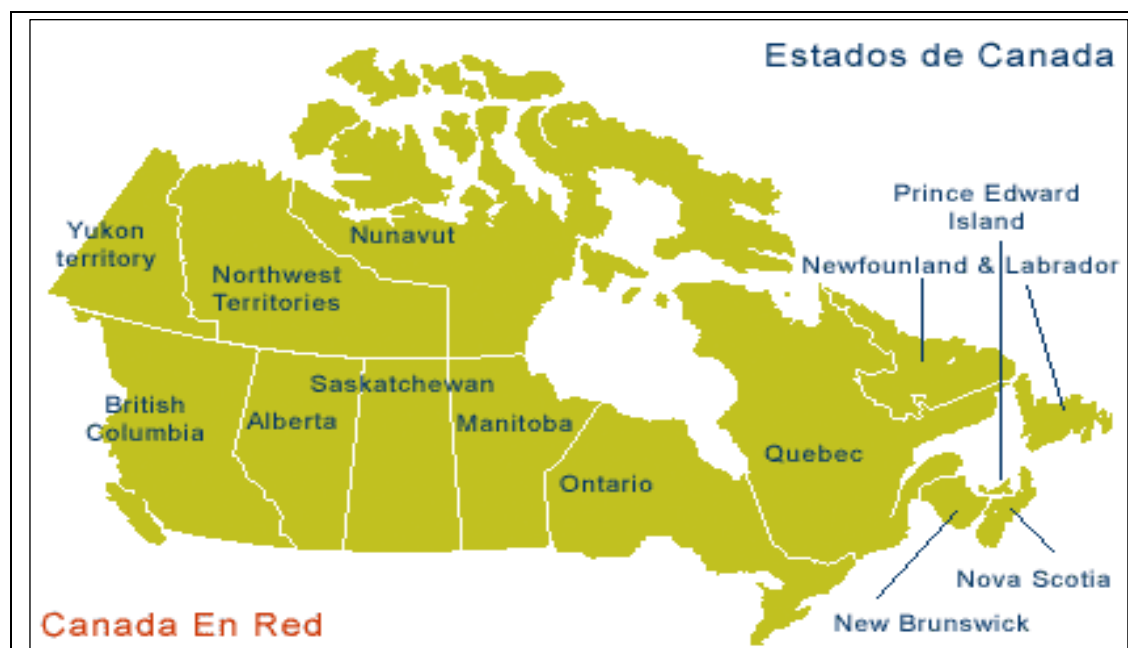 Estados de Canada
Prince Edward
Island
Yukon
territory
Nunavut
Newfounland & Labrador
Northwest
Territories
Saskatchewan
British
Columbia
Alberta
Manitoba
Quebec
Ontario
Nova Scotia
New Brunswick
Canada En Red